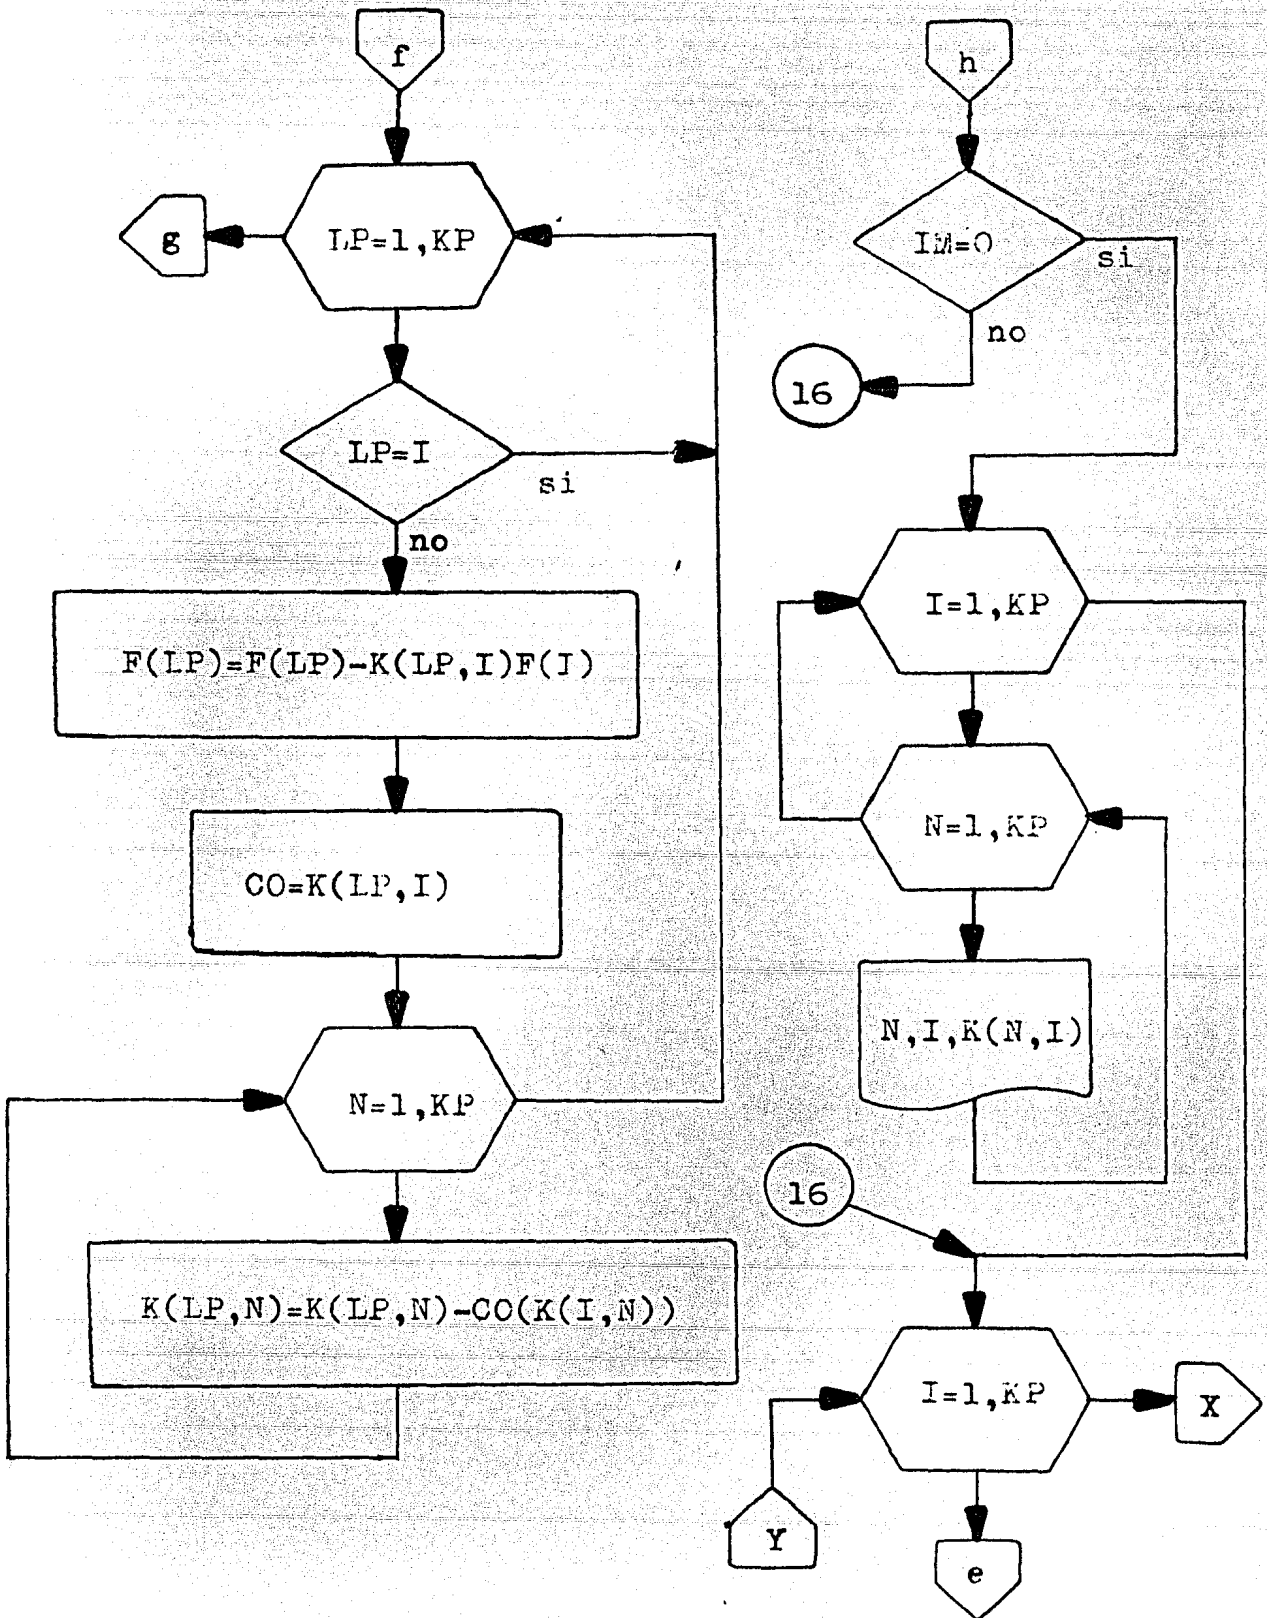 f
LP=1,KP
g
LP=I
si
no
F(LP)=F(LP)-K(LP,I)F(I)
CO=K(LP,I)
N=1,KP
K(LP,N)=K(LP,N)-CO(K(I,N))
h
IM=0
si
no
16
I=1,KP
N=1,KP
N,I,K(N,I)
16
I=1,KP
X
Y
e